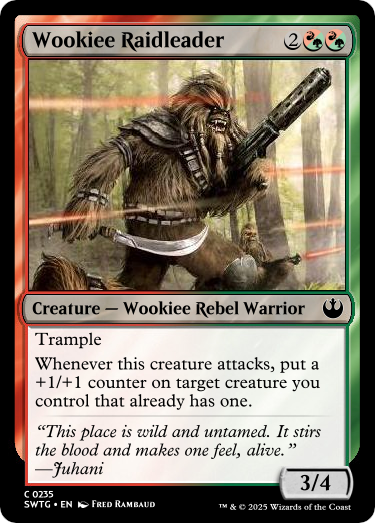 Wookiee Raidleader 2
Creature — Wookiee Rebel Warrior
Trample
Whenever this creature attacks, put a
+1/+1 counter on target creature you
control that already has one.
“This place is wild and untamed. It stirs
the blood and makes one feel, alive.”
—Juhani
3/4
C 0235
SWTG • EN Fred Rambaud
™ & © 2025 Wizards of the Coast